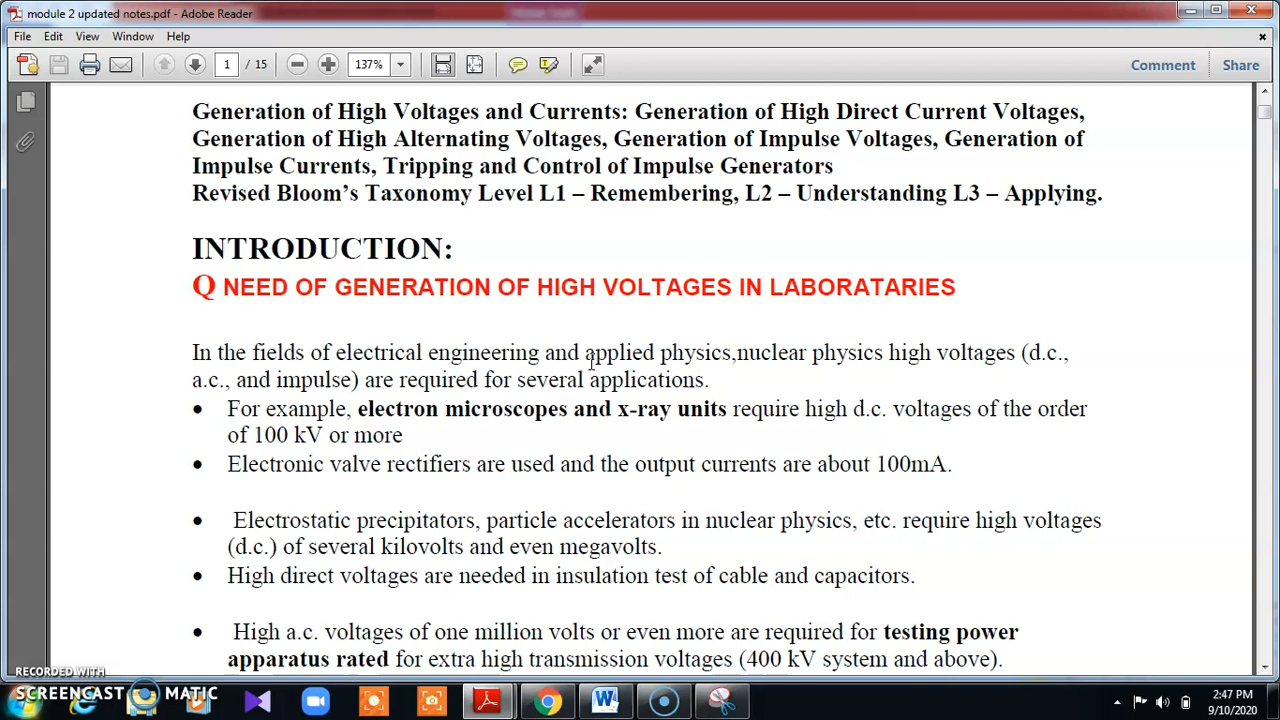 module 2 updated notes.pdf - Adobe Reader
File Edit View Window Help
1 / 15 137% Comment Share
Generation of High Voltages and Currents: Generation of High Direct Current Voltages,
Generation of High Alternating Voltages, Generation of Impulse Voltages, Generation of
Impulse Currents, Tripping and Control of Impulse Generators
Revised Bloom's Taxonomy Level L1 – Remembering, L2 – Understanding L3 – Applying.
INTRODUCTION:
Q NEED OF GENERATION OF HIGH VOLTAGES IN LABORATARIES
In the fields of electrical engineering and applied physics,nuclear physics high voltages (d.c.,
a.c., and impulse) are required for several applications.
• For example, electron microscopes and x-ray units require high d.c. voltages of the order
of 100 kV or more
• Electronic valve rectifiers are used and the output currents are about 100mA.
• Electrostatic precipitators, particle accelerators in nuclear physics, etc. require high voltages
(d.c.) of several kilovolts and even megavolts.
• High direct voltages are needed in insulation test of cable and capacitors.
• High a.c. voltages of one million volts or even more are required for testing power
apparatus rated for extra high transmission voltages (400 kV system and above).
RECORDED WITH
SCREENCAST MATIC
2:47 PM
9/10/2020